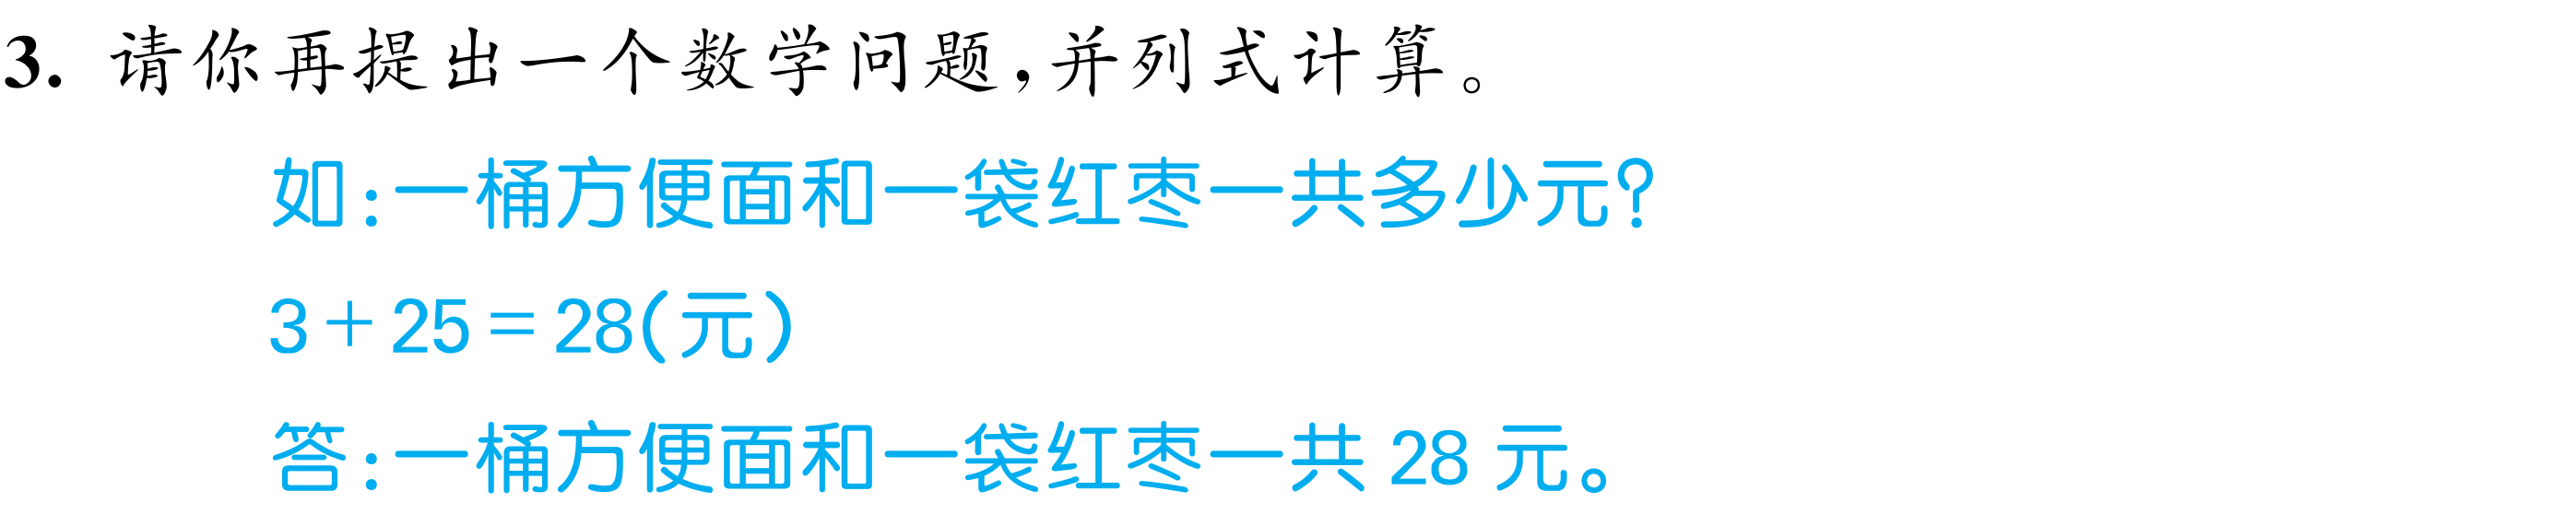 3. 请你再提出一个数学问题,并列式计算。
如:一桶方便面和一袋红枣一共多少元?
3+25=28(元)
答:一桶方便面和一袋红枣一共 28 元。